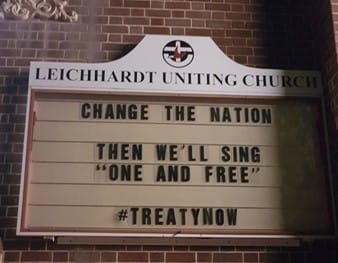 LEICHHARDT UNITING CHURCH
CHANGE THE NATION
THEN WE'LL SING
"ONE AND FREE"
#TREATYNOW